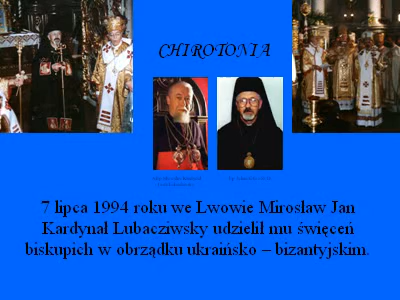 CHIROTONIA
7 lipca 1994 roku we Lwowie Mirosław Jan
Kardynał Lubacziwsky udzielił mu święceń
biskupich w obrządku ukraińsko – bizantyjskim.